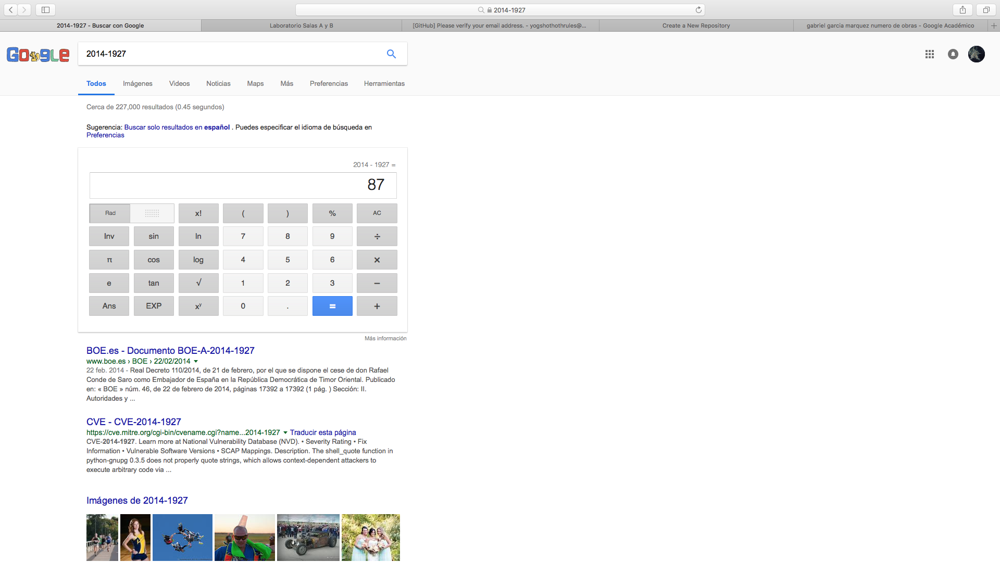 2014-1927
2014-1927 - Buscar con Google
Laboratorio Salas A y B
[GitHub] Please verify your email address. - yogshothothrules@...
Create a New Repository
gabriel garcia marquez numero de obras - Google Académico
Google
2014-1927
Todos
Imágenes
Videos
Noticias
Maps
Más
Preferencias
Herramientas
Cerca de 227,000 resultados (0.45 segundos)
Sugerencia: Buscar solo resultados en español . Puedes especificar el idioma de búsqueda en
Preferencias
2014 - 1927 =
87
Rad
x!
(
)
%
AC
Inv
sin
ln
7
8
9
÷
π
cos
log
4
5
6
×
e
tan
√
1
2
3
−
Ans
EXP
xʸ
0
.
=
+
Más información
BOE.es - Documento BOE-A-2014-1927
www.boe.es › BOE › 22/02/2014
22 feb. 2014 - Real Decreto 110/2014, de 21 de febrero, por el que se dispone el cese de don Rafael
Conde de Saro como Embajador de España en la República Democrática de Timor Oriental. Publicado
en: « BOE » núm. 46, de 22 de febrero de 2014, páginas 17392 a 17392 (1 pág. ) Sección: II.
Autoridades y ...
CVE - CVE-2014-1927
https://cve.mitre.org/cgi-bin/cvename.cgi?name...2014-1927 Traducir esta página
CVE-2014-1927. Learn more at National Vulnerability Database (NVD). • Severity Rating • Fix
Information • Vulnerable Software Versions • SCAP Mappings. Description. The shell_quote function in
python-gnupg 0.3.5 does not properly quote strings, which allows context-dependent attackers to
execute arbitrary code via ...
Imágenes de 2014-1927